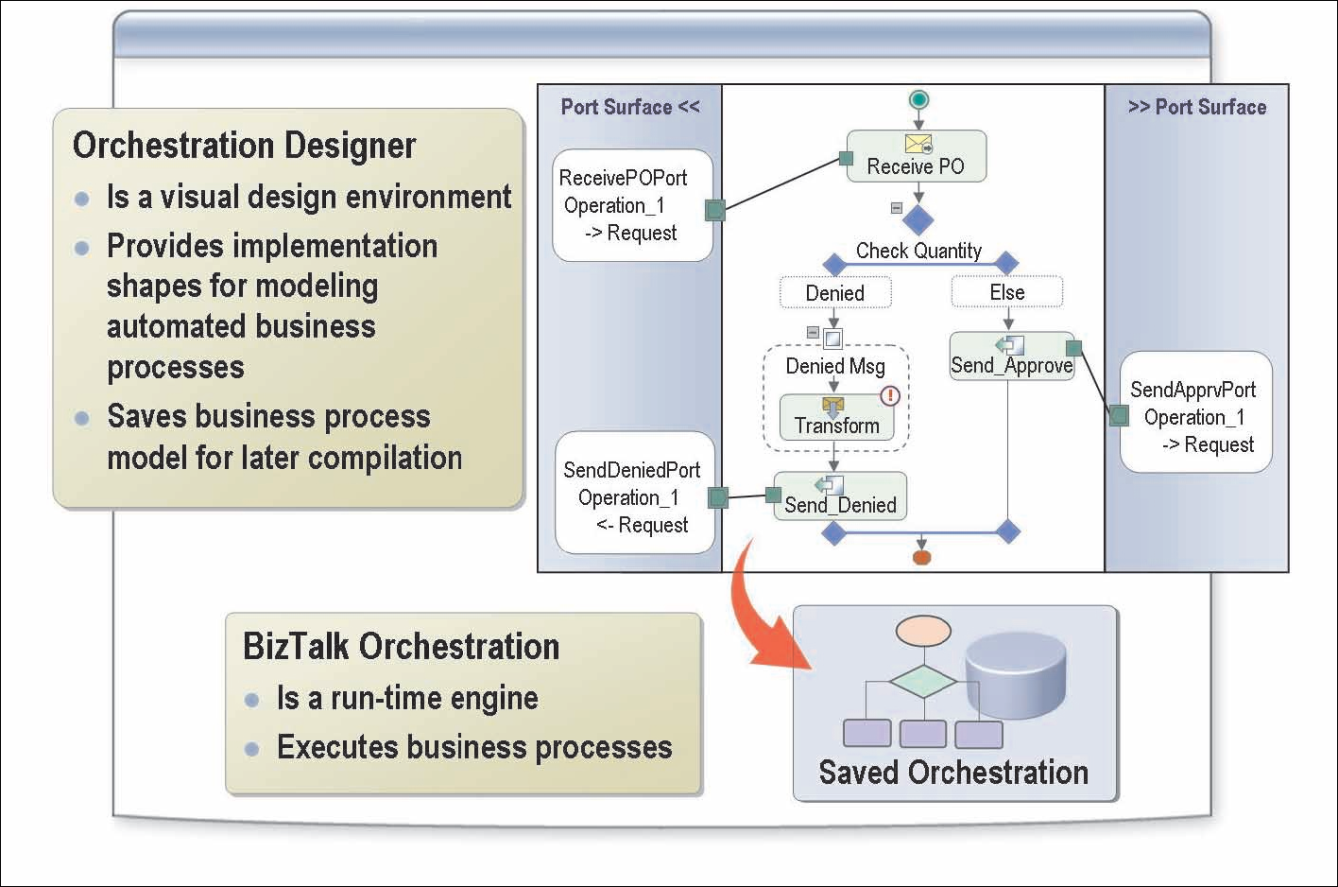 Orchestration Designer
Is a visual design environment
Provides implementation
shapes for modeling
automated business
processes
Saves business process
model for later compilation
Port Surface <<
ReceivePOPort
Operation_1
-> Request
SendDeniedPort
Operation_1
<- Request
Receive PO
Check Quantity
Denied
Else
Denied Msg
!
Transform
Send_Denied
Send_Approve
>> Port Surface
SendApprvPort
Operation_1
-> Request
BizTalk Orchestration
Is a run-time engine
Executes business processes
Saved Orchestration